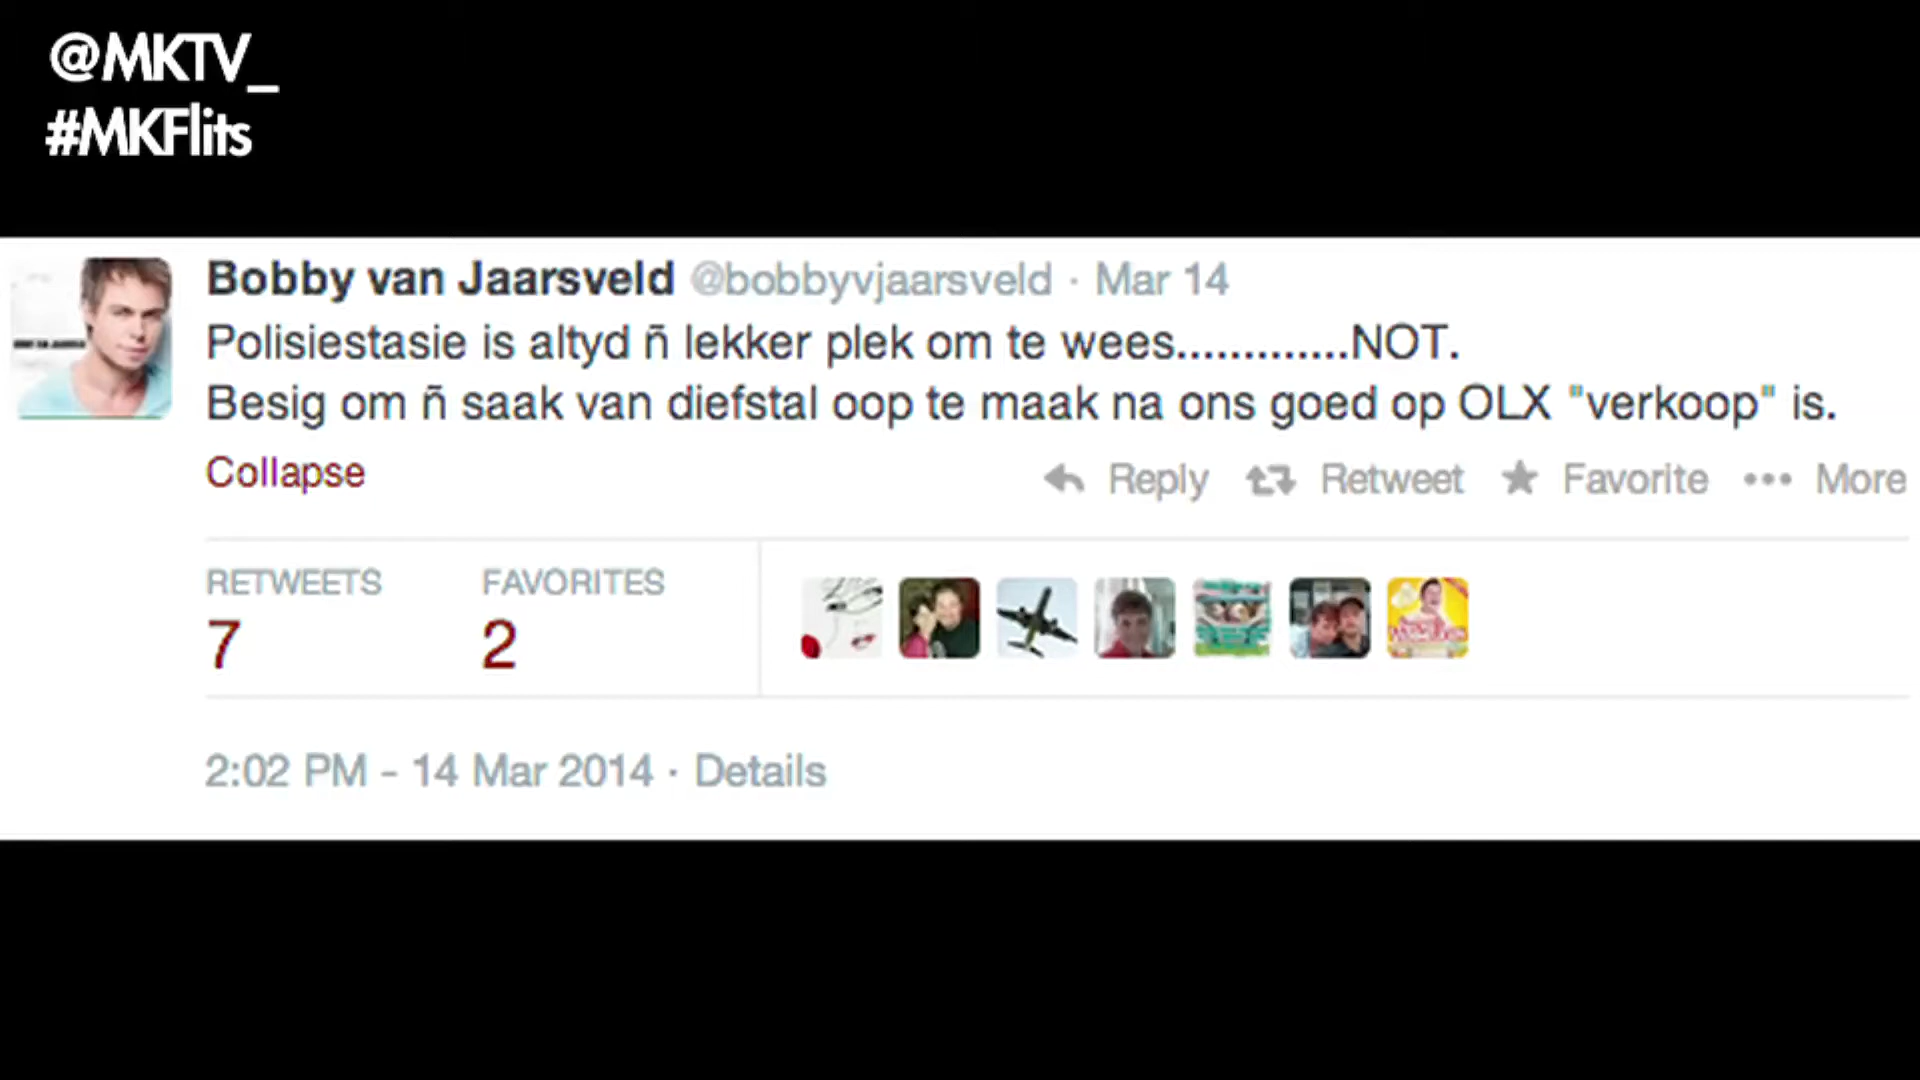 @MKTV_
#MKFlits
Bobby van Jaarsveld @bobbyvjaarsveld · Mar 14
Polisiestasie is altyd ñ lekker plek om te wees.............NOT.
Besig om ñ saak van diefstal oop te maak na ons goed op OLX "verkoop" is.
Collapse Reply Retweet Favorite More
RETWEETS FAVORITES
7 2
2:02 PM - 14 Mar 2014 · Details